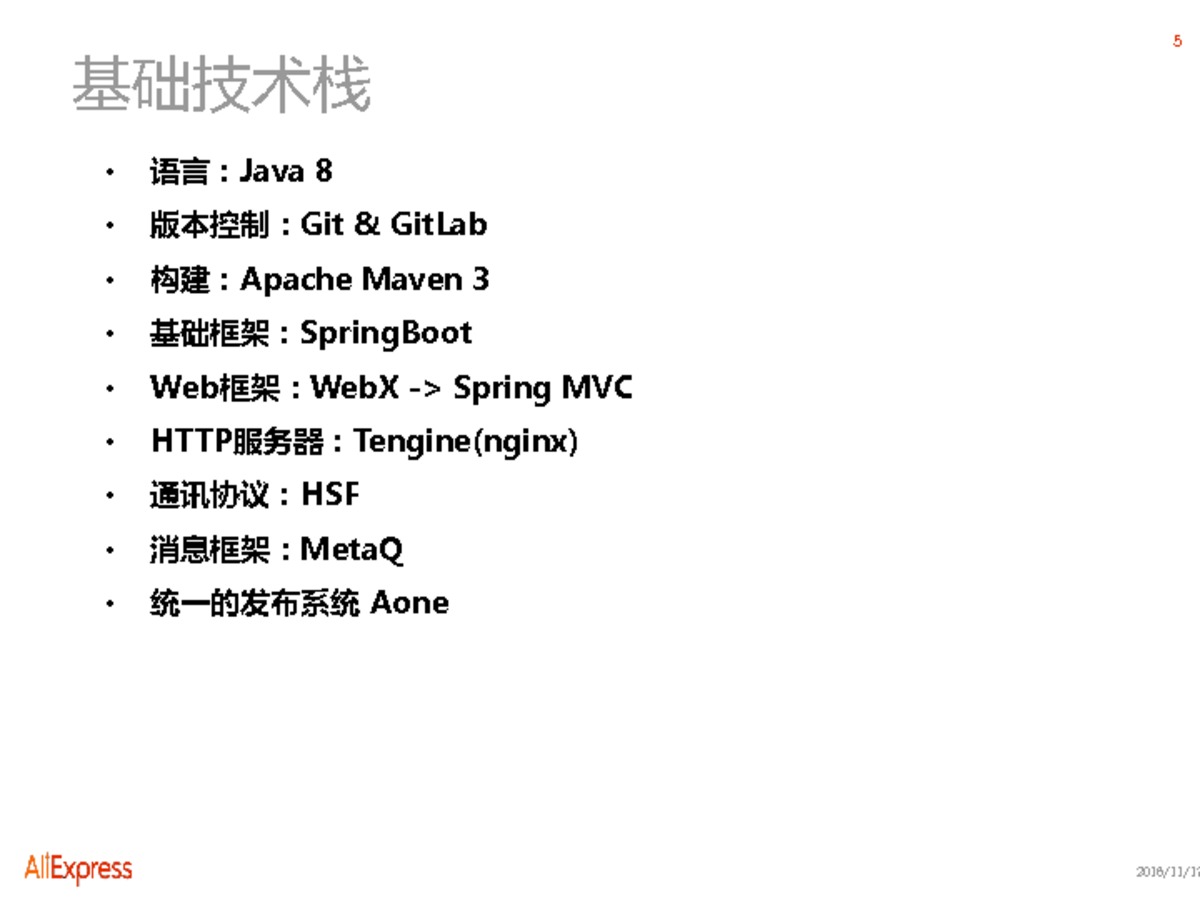 5
基础技术栈
• 语言：Java 8
• 版本控制：Git & GitLab
• 构建：Apache Maven 3
• 基础框架：SpringBoot
• Web框架：WebX -> Spring MVC
• HTTP服务器：Tengine(nginx)
• 通讯协议：HSF
• 消息框架：MetaQ
• 统一的发布系统 Aone
AliExpress
2016/11/12